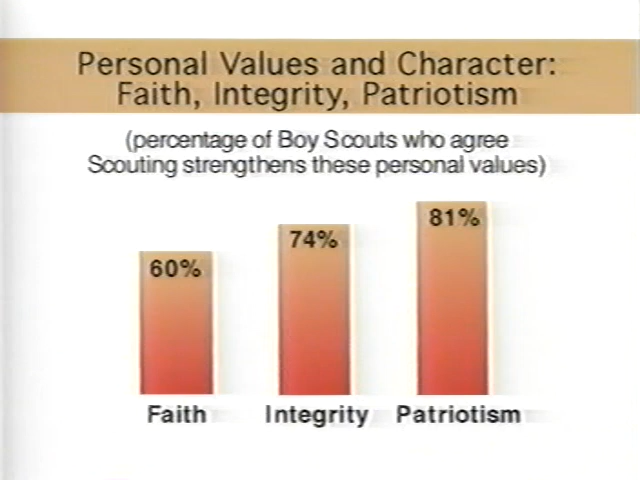 Personal Values and Character:
Faith, Integrity, Patriotism
(percentage of Boy Scouts who agree
Scouting strengthens these personal values)
60%
74%
81%
Faith
Integrity
Patriotism